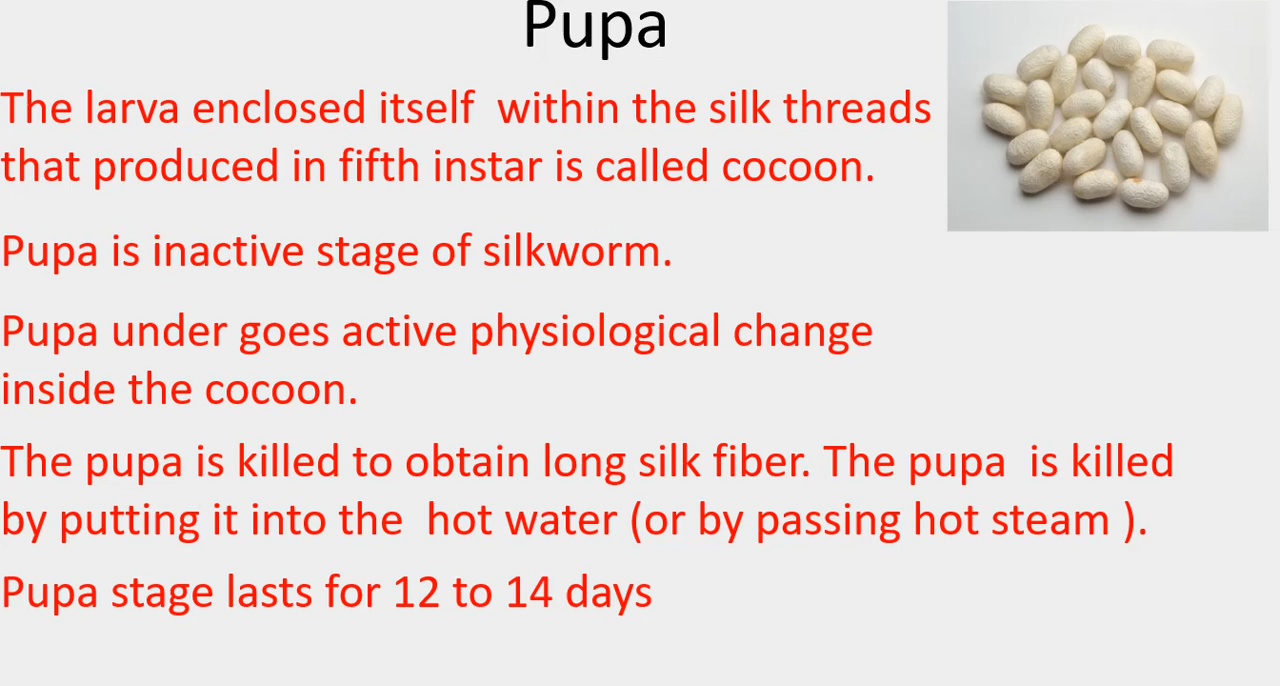 Pupa
The larva enclosed itself within the silk threads
that produced in fifth instar is called cocoon.
Pupa is inactive stage of silkworm.
Pupa under goes active physiological change
inside the cocoon.
The pupa is killed to obtain long silk fiber. The pupa is killed
by putting it into the hot water (or by passing hot steam ).
Pupa stage lasts for 12 to 14 days